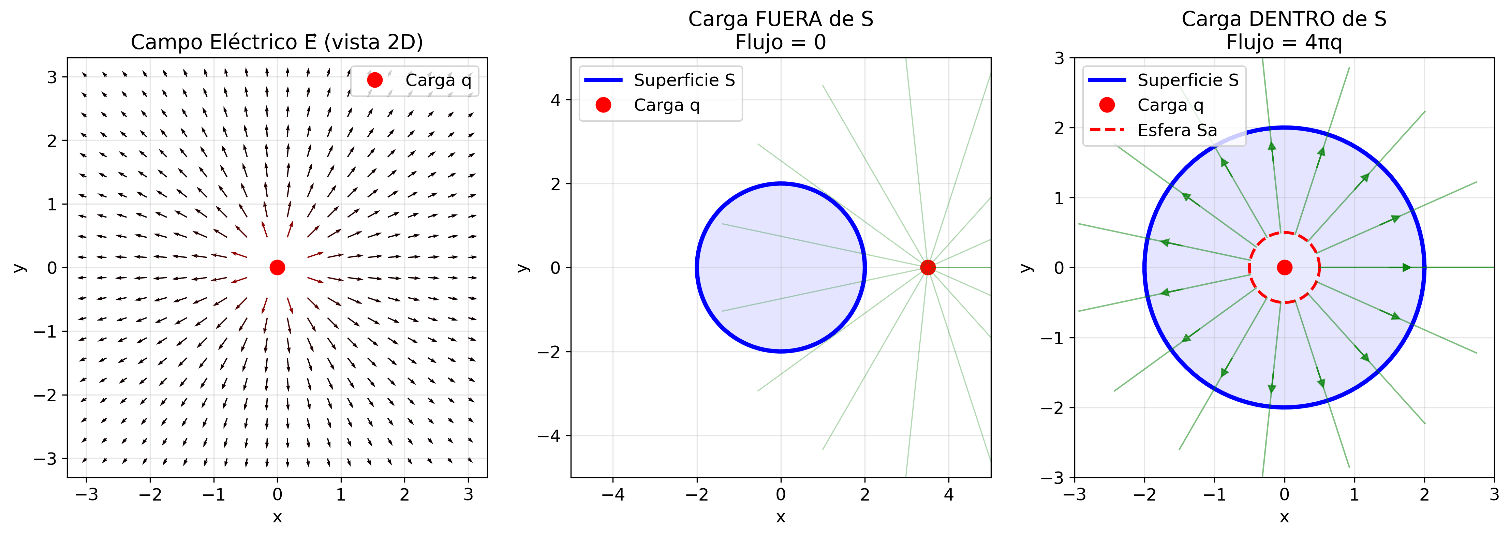 Campo Eléctrico E⃗ (vista 2D)
Carga q
3
2
1
0
−1
−2
−3
y
−3 −2 −1 0 1 2 3
x
Carga FUERA de S
Flujo = 0
Superficie S
Carga q
4
2
0
−2
−4
y
−4 −2 0 2 4
x
Carga DENTRO de S
Flujo = 4πq
Superficie S
Carga q
Esfera Sa
3
2
1
0
−1
−2
−3
y
−3 −2 −1 0 1 2 3
x